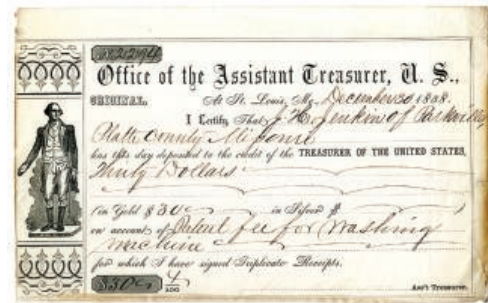 Office of the Assistant Treasurer, U. S.,
ORIGINAL. At St. Louis, Mo., December 30 1858.
I Certify That J. H. Jenkins of Parkville,
Platte County Missouri
has this day deposited to the credit of the TREASURER OF THE UNITED STATES,
Thirty Dollars
(in Gold $ 30 in Silver $
on account of Patent fee for Washing
machine
for which I have signed Duplicate Receipts.
$30
Ass't Treasurer.